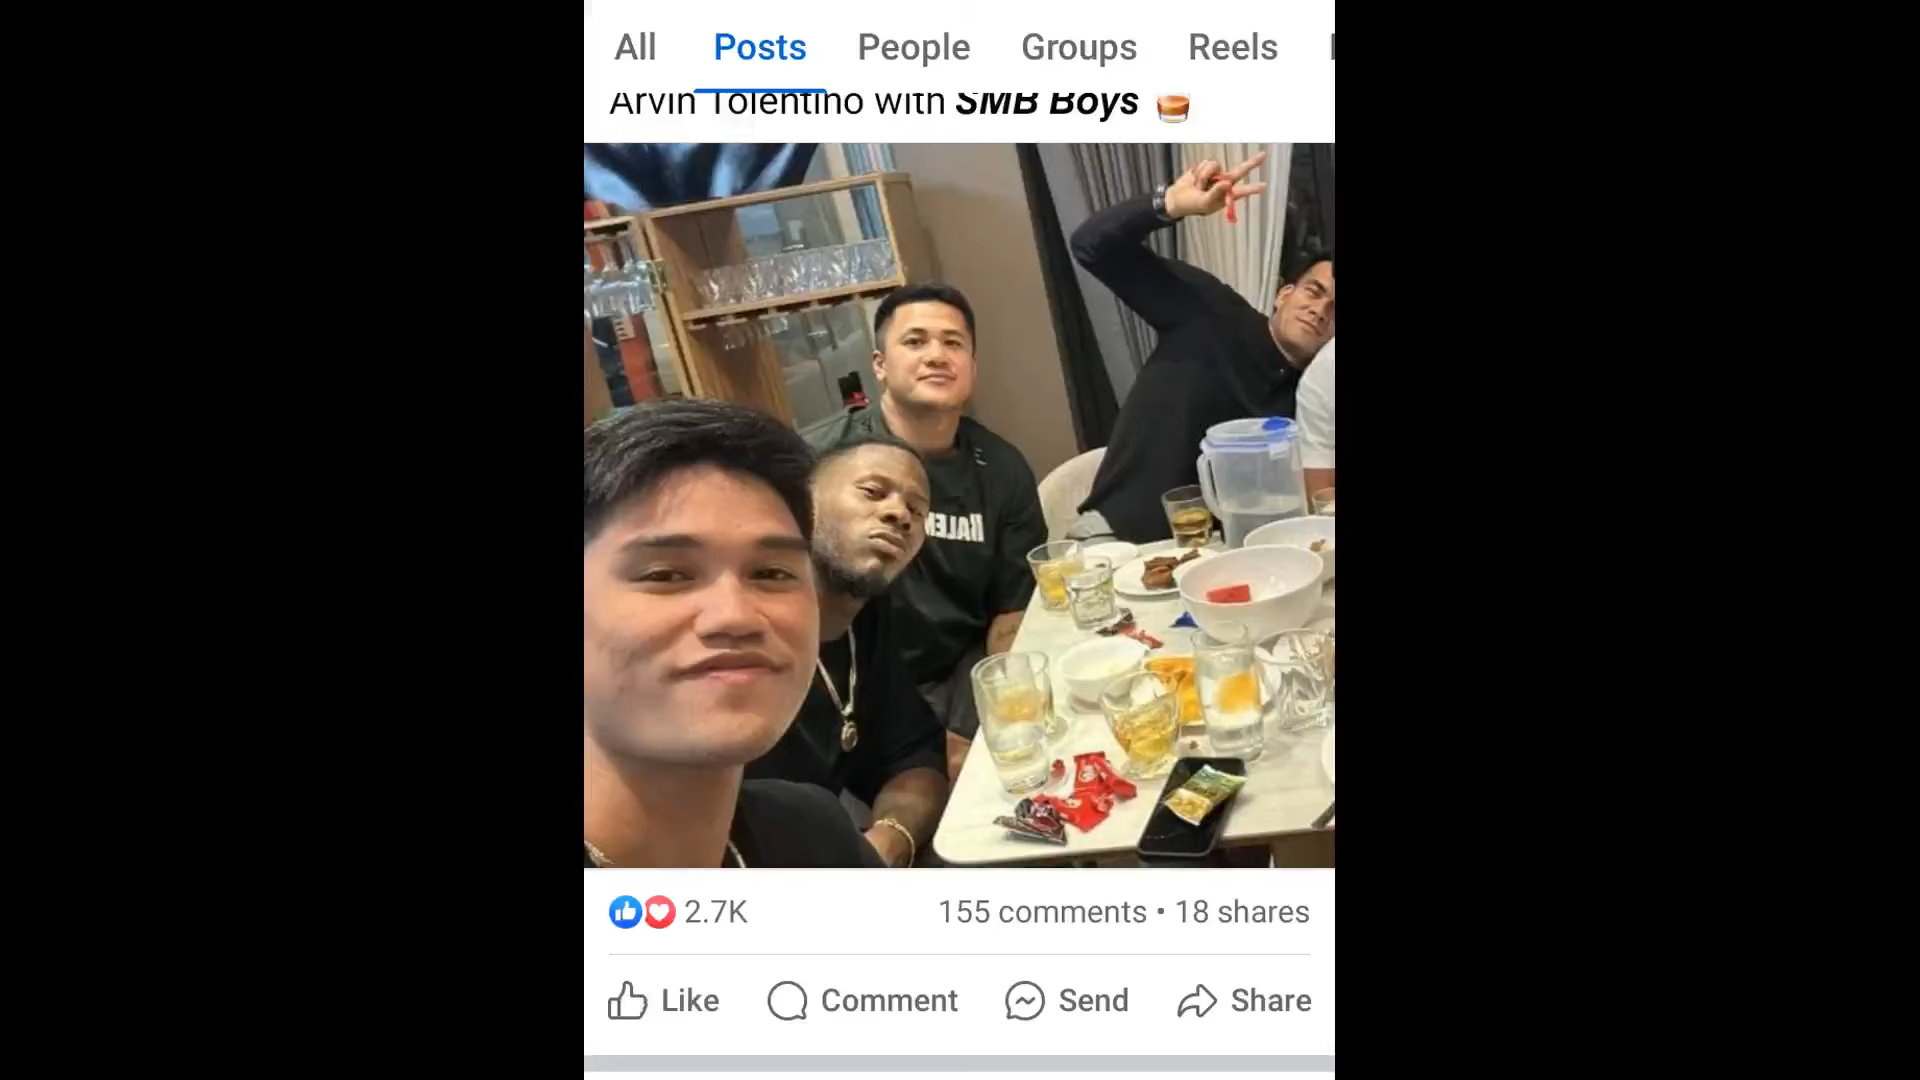 All Posts People Groups Reels
Arvin Tolentino with SMB Boys 🥃
2.7K 155 comments • 18 shares
Like Comment Send Share